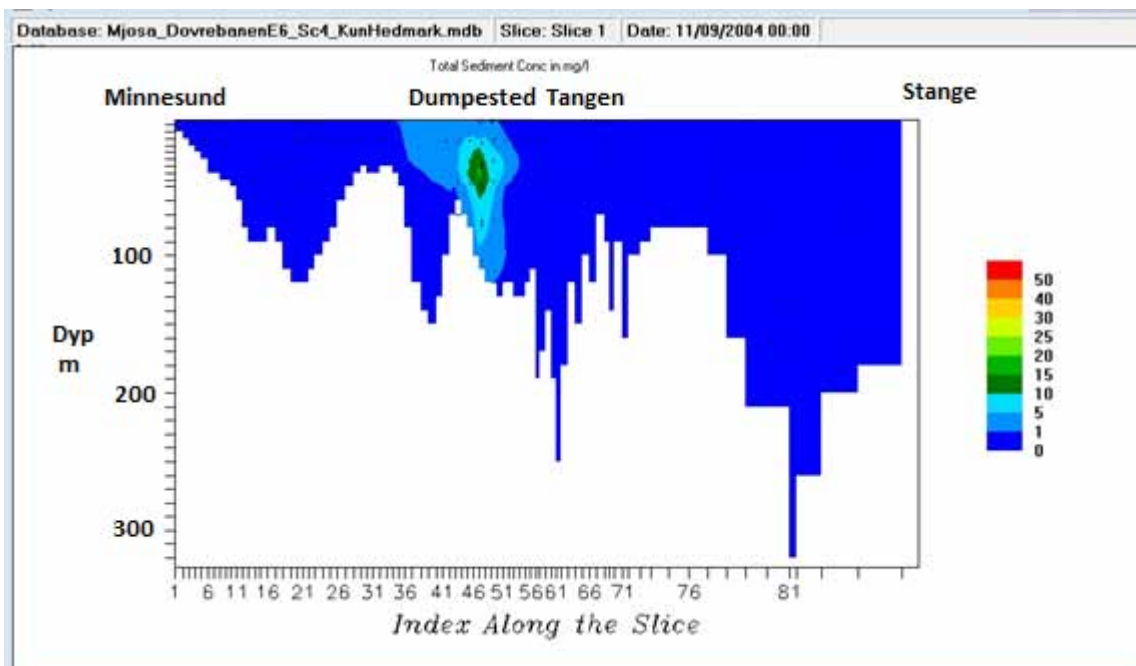 Database: Mjosa_DovrebanenE6_Sc4_KunHedmark.mdb Slice: Slice 1 Date: 11/09/2004 00:00
Total Sediment Conc in mg/l
Minnesund Dumpested Tangen Stange
100
Dyp
m
200
300
50
40
30
25
20
15
10
5
1
0
1 6 11 16 21 26 31 36 41 46 51 56 61 66 71 76 81
Index Along the Slice